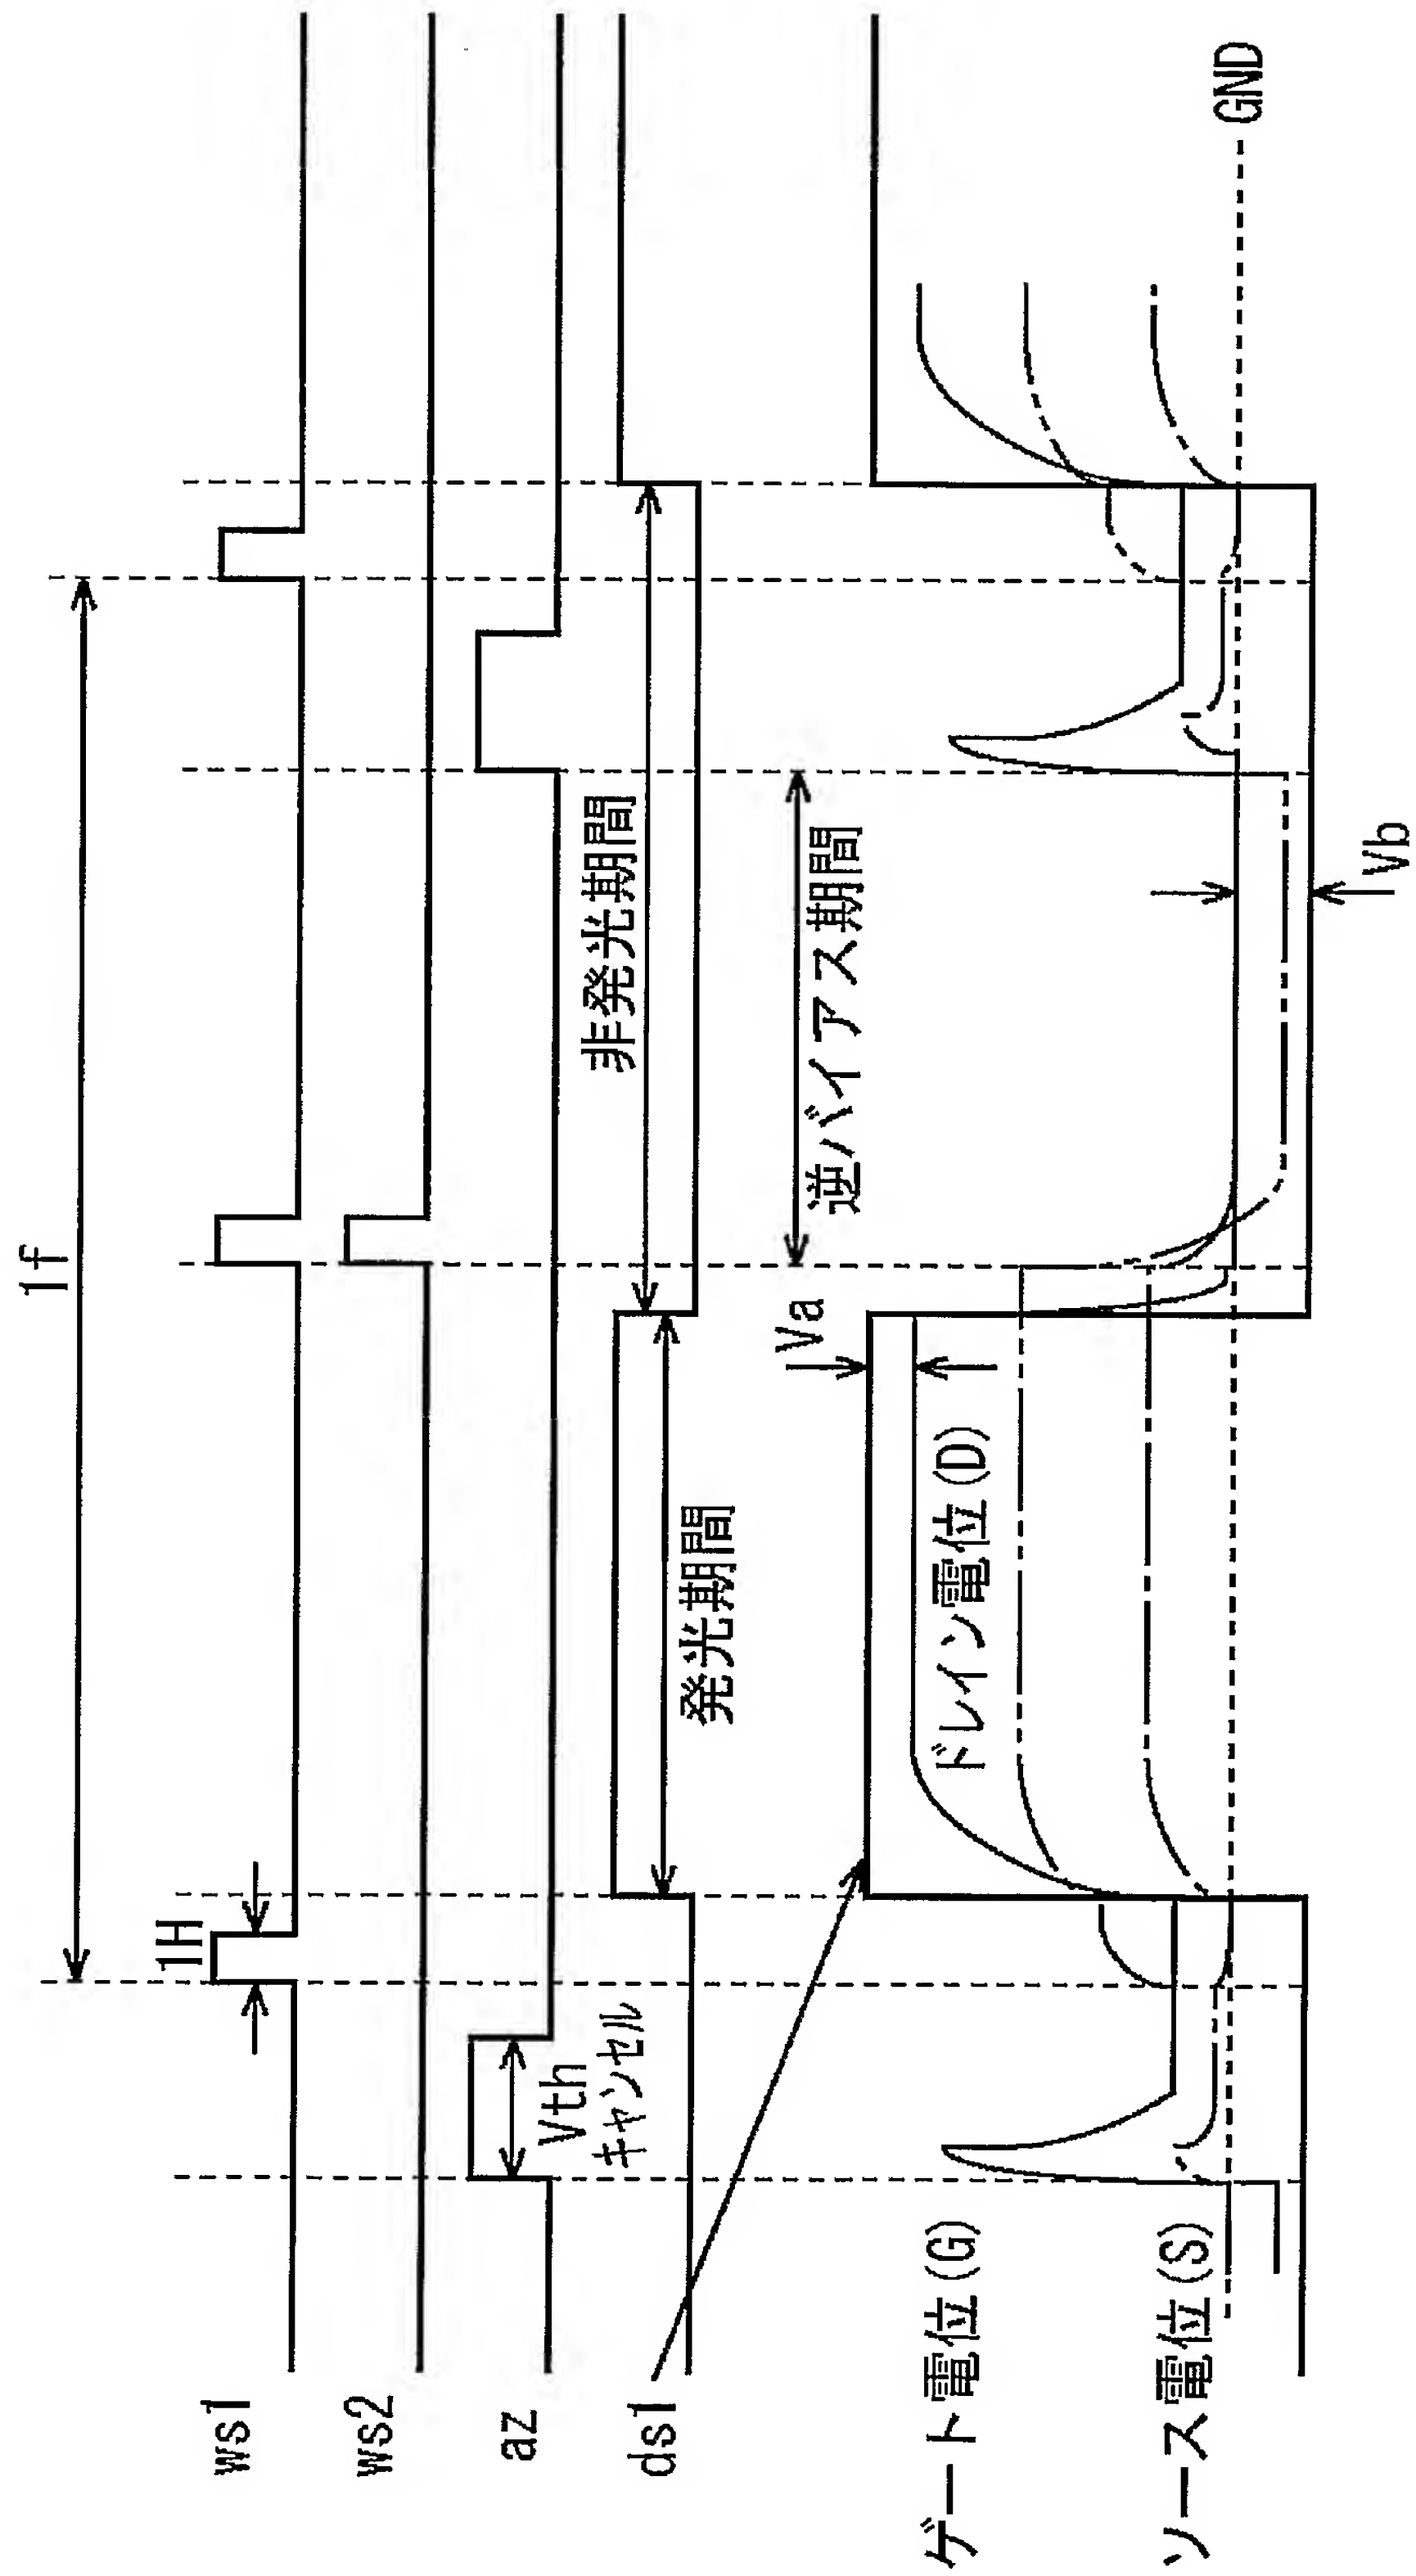 1f
ws1
1H
ws2
az
Vth
キャンセル
ds1
発光期間
非発光期間
Va
逆バイアス期間
ゲート電位(G)
ドレイン電位(D)
ソース電位(S)
Vb
GND